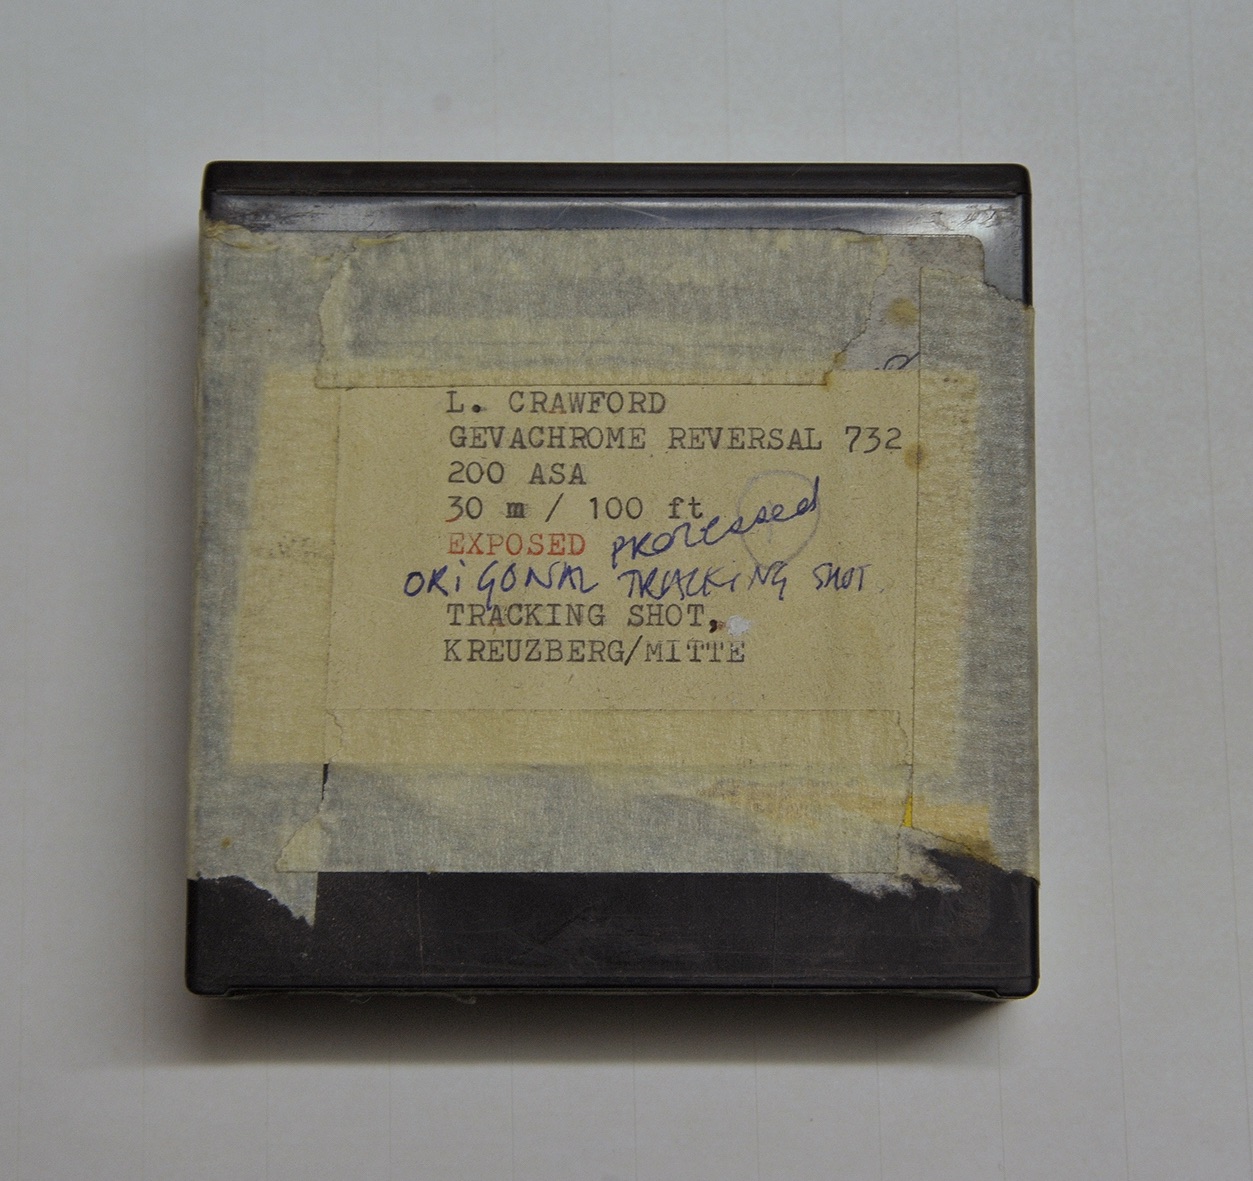 L. CRAWFORD
GEVACHROME REVERSAL 732
200 ASA
30 m / 100 ft
EXPOSED processed
ORIGONAL TRACKING SHOT.
TRACKING SHOT,
KREUZBERG/MITTE